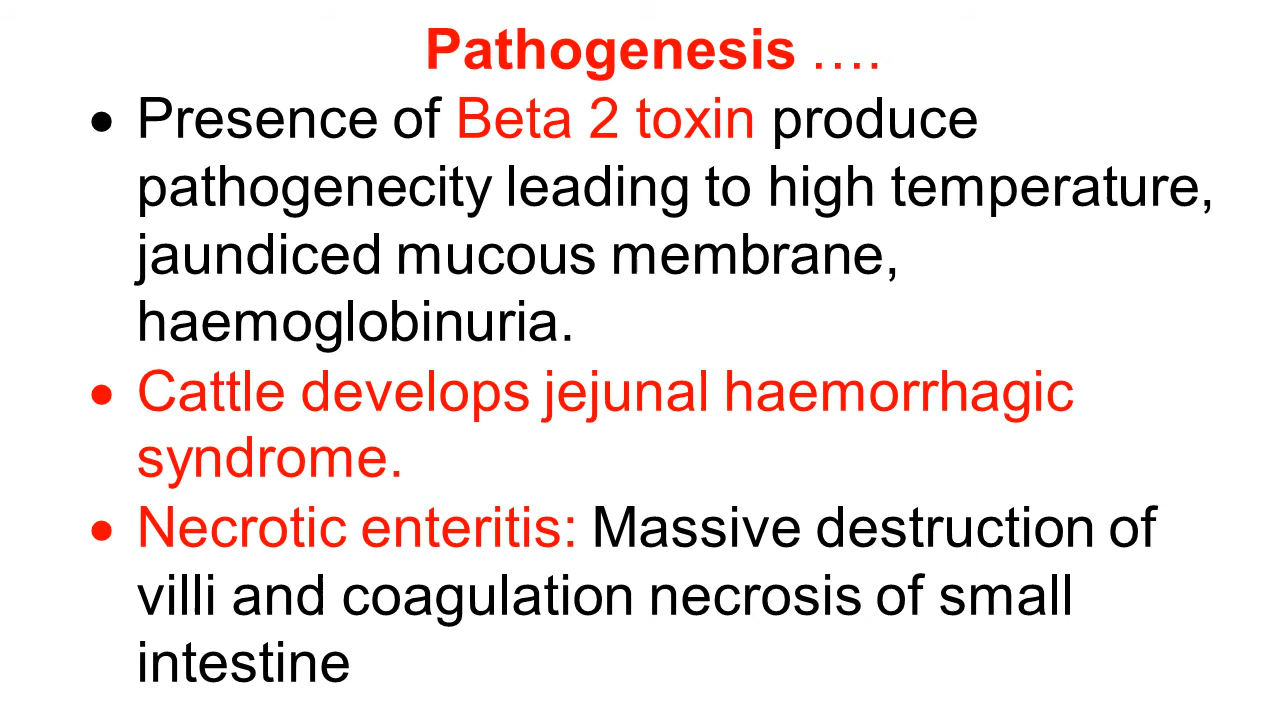 Pathogenesis ….
• Presence of Beta 2 toxin produce
pathogenecity leading to high temperature,
jaundiced mucous membrane,
haemoglobinuria.
• Cattle develops jejunal haemorrhagic
syndrome.
• Necrotic enteritis: Massive destruction of
villi and coagulation necrosis of small
intestine